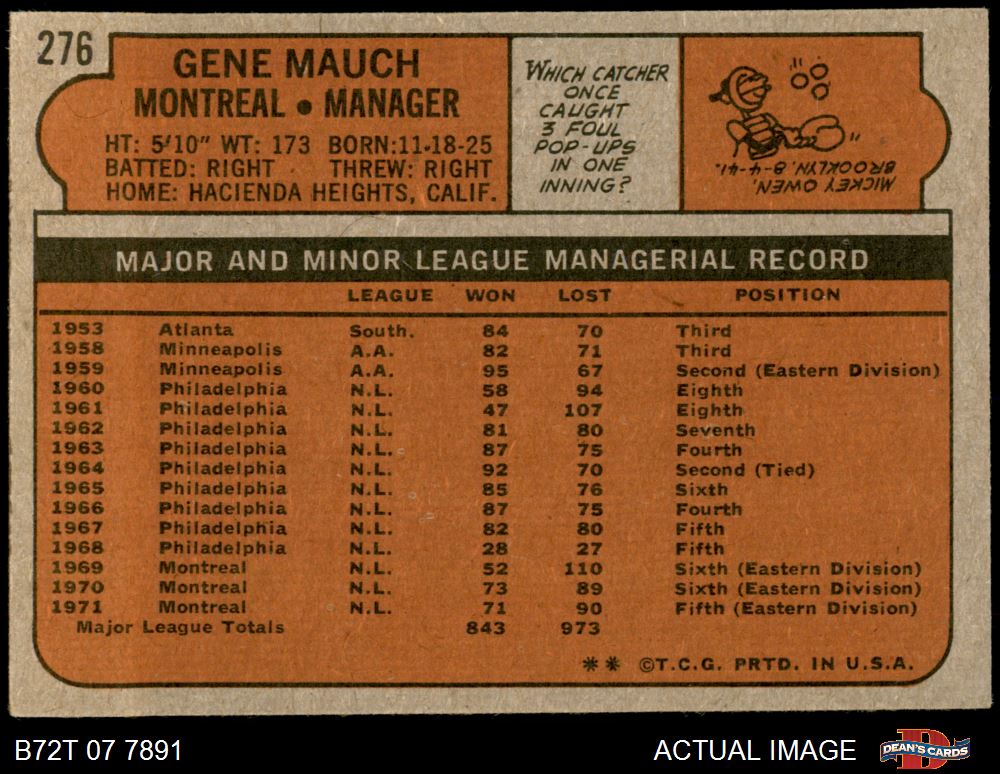 276
GENE MAUCH
MONTREAL • MANAGER
HT: 5'10" WT: 173 BORN:11-18-25
BATTED: RIGHT THREW: RIGHT
HOME: HACIENDA HEIGHTS, CALIF.
WHICH CATCHER
ONCE
CAUGHT
3 FOUL
POP-UPS
IN ONE
INNING?
MICKEY OWEN,
BROOKLYN, 8-4-41.
MAJOR AND MINOR LEAGUE MANAGERIAL RECORD
LEAGUE WON LOST POSITION
1953 Atlanta South. 84 70 Third
1958 Minneapolis A.A. 82 71 Third
1959 Minneapolis A.A. 95 67 Second (Eastern Division)
1960 Philadelphia N.L. 58 94 Eighth
1961 Philadelphia N.L. 47 107 Eighth
1962 Philadelphia N.L. 81 80 Seventh
1963 Philadelphia N.L. 87 75 Fourth
1964 Philadelphia N.L. 92 70 Second (Tied)
1965 Philadelphia N.L. 85 76 Sixth
1966 Philadelphia N.L. 87 75 Fourth
1967 Philadelphia N.L. 82 80 Fifth
1968 Philadelphia N.L. 28 27 Fifth
1969 Montreal N.L. 52 110 Sixth (Eastern Division)
1970 Montreal N.L. 73 89 Sixth (Eastern Division)
1971 Montreal N.L. 71 90 Fifth (Eastern Division)
Major League Totals 843 973
** ©T.C.G. PRTD. IN U.S.A.
B72T 07 7891 ACTUAL IMAGE DEAN'S CARDS